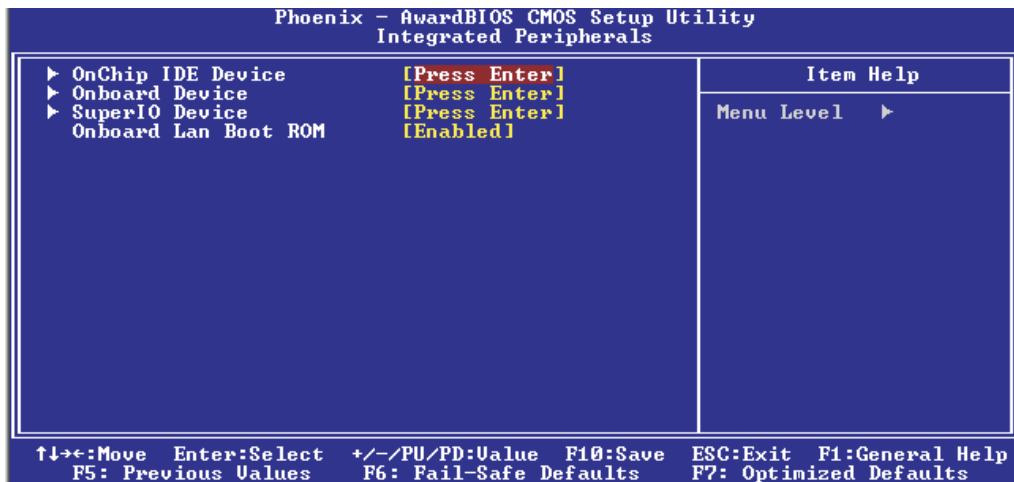 Phoenix - AwardBIOS CMOS Setup Utility
Integrated Peripherals
▶ OnChip IDE Device [Press Enter]
▶ Onboard Device [Press Enter]
▶ SuperIO Device [Press Enter]
Onboard Lan Boot ROM [Enabled]
Item Help
Menu Level ▶
↑↓→←:Move Enter:Select +/-/PU/PD:Value F10:Save ESC:Exit F1:General Help
F5: Previous Values F6: Fail-Safe Defaults F7: Optimized Defaults